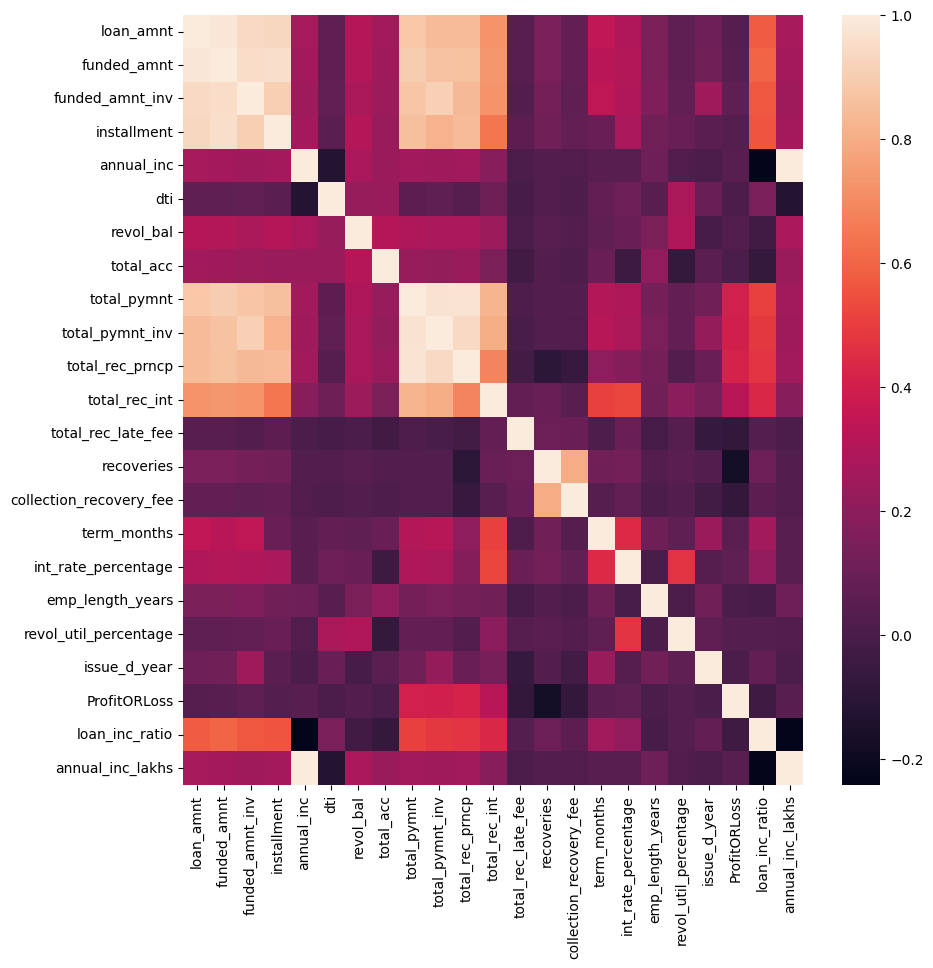 loan_amnt
funded_amnt
funded_amnt_inv
installment
annual_inc
dti
revol_bal
total_acc
total_pymnt
total_pymnt_inv
total_rec_prncp
total_rec_int
total_rec_late_fee
recoveries
collection_recovery_fee
term_months
int_rate_percentage
emp_length_years
revol_util_percentage
issue_d_year
ProfitORLoss
loan_inc_ratio
annual_inc_lakhs
loan_amnt
funded_amnt
funded_amnt_inv
installment
annual_inc
dti
revol_bal
total_acc
total_pymnt
total_pymnt_inv
total_rec_prncp
total_rec_int
total_rec_late_fee
recoveries
collection_recovery_fee
term_months
int_rate_percentage
emp_length_years
revol_util_percentage
issue_d_year
ProfitORLoss
loan_inc_ratio
annual_inc_lakhs
1.0
0.8
0.6
0.4
0.2
0.0
−0.2